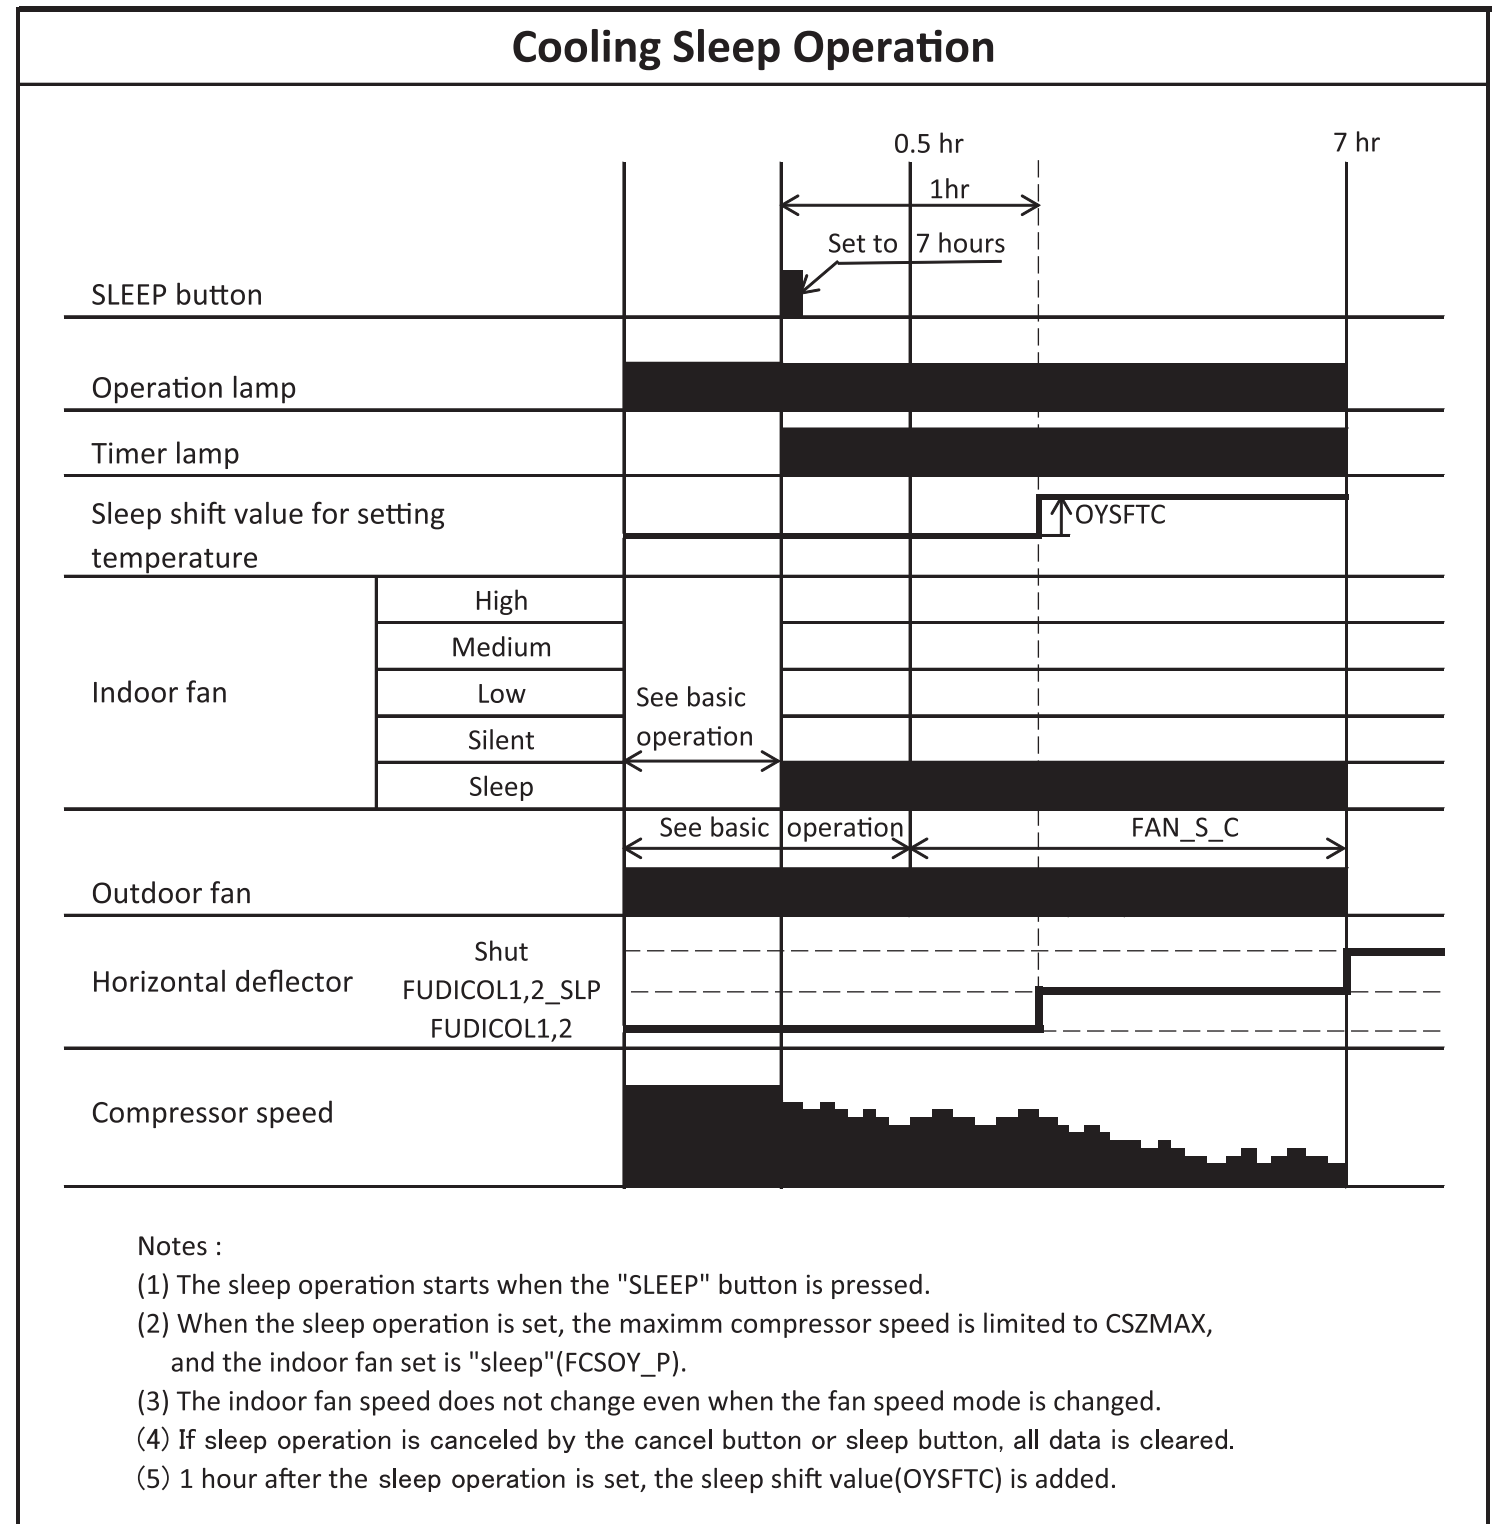 Cooling Sleep Operation
0.5 hr
7 hr
1hr
Set to 7 hours
SLEEP button
Operation lamp
Timer lamp
Sleep shift value for setting
temperature
OYSFTC
High
Medium
Indoor fan
Low
Silent
Sleep
See basic
operation
See basic operation
FAN_S_C
Outdoor fan
Horizontal deflector
Shut
FUDICOL1,2_SLP
FUDICOL1,2
Compressor speed
Notes :
(1) The sleep operation starts when the "SLEEP" button is pressed.
(2) When the sleep operation is set, the maximm compressor speed is limited to CSZMAX,
and the indoor fan set is "sleep"(FCSOY_P).
(3) The indoor fan speed does not change even when the fan speed mode is changed.
(4) If sleep operation is canceled by the cancel button or sleep button, all data is cleared.
(5) 1 hour after the sleep operation is set, the sleep shift value(OYSFTC) is added.